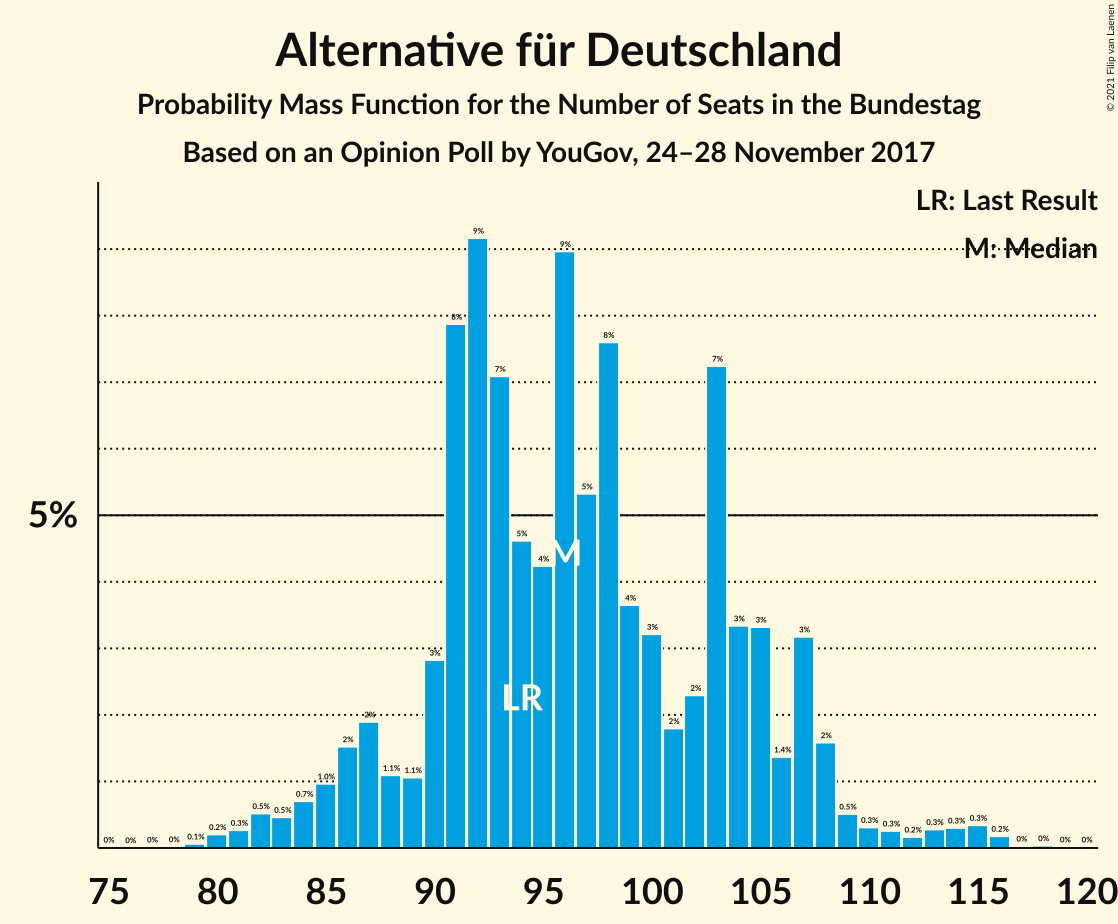 Alternative für Deutschland
Probability Mass Function for the Number of Seats in the Bundestag
Based on an Opinion Poll by YouGov, 24–28 November 2017
© 2021 Filip van Laenen
LR: Last Result
M: Median
5%
0% 0% 0% 0% 0.1% 0.2% 0.3% 0.5% 0.5% 0.7% 1.0% 2% 2% 1.1% 1.1% 3% 8% 9% 7% 5% 4% 9% 5% 8% 4% 3% 2% 2% 7% 3% 3% 1.4% 3% 2% 0.5% 0.3% 0.3% 0.2% 0.3% 0.3% 0.3% 0.2% 0% 0% 0% 0%
M
LR
75 80 85 90 95 100 105 110 115 120